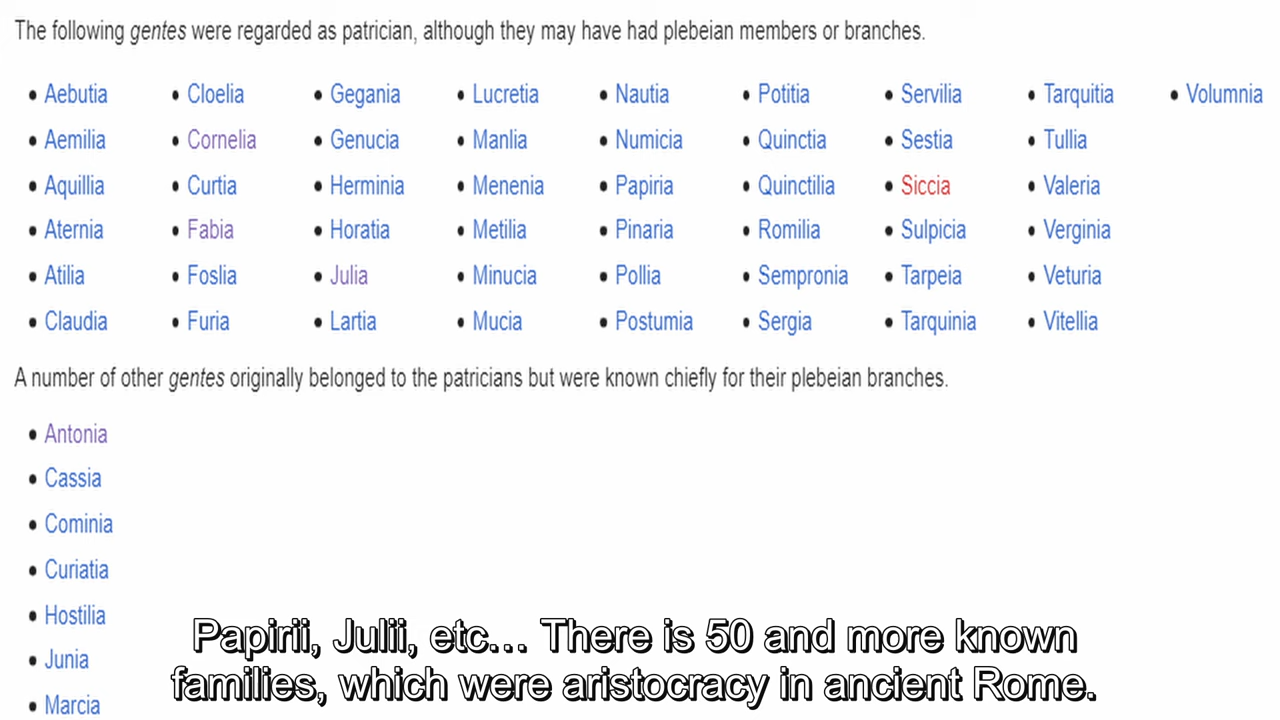 The following gentes were regarded as patrician, although they may have had plebeian members or branches.
• Aebutia • Cloelia • Gegania • Lucretia • Nautia • Potitia • Servilia • Tarquitia • Volumnia
• Aemilia • Cornelia • Genucia • Manlia • Numicia • Quinctia • Sestia • Tullia
• Aquillia • Curtia • Herminia • Menenia • Papiria • Quinctilia • Siccia • Valeria
• Aternia • Fabia • Horatia • Metilia • Pinaria • Romilia • Sulpicia • Verginia
• Atilia • Foslia • Julia • Minucia • Pollia • Sempronia • Tarpeia • Veturia
• Claudia • Furia • Lartia • Mucia • Postumia • Sergia • Tarquinia • Vitellia
A number of other gentes originally belonged to the patricians but were known chiefly for their plebeian branches.
• Antonia
• Cassia
• Cominia
• Curiatia
• Hostilia
• Junia
• Marcia
Papirii, Julii, etc... There is 50 and more known
families, which were aristocracy in ancient Rome.